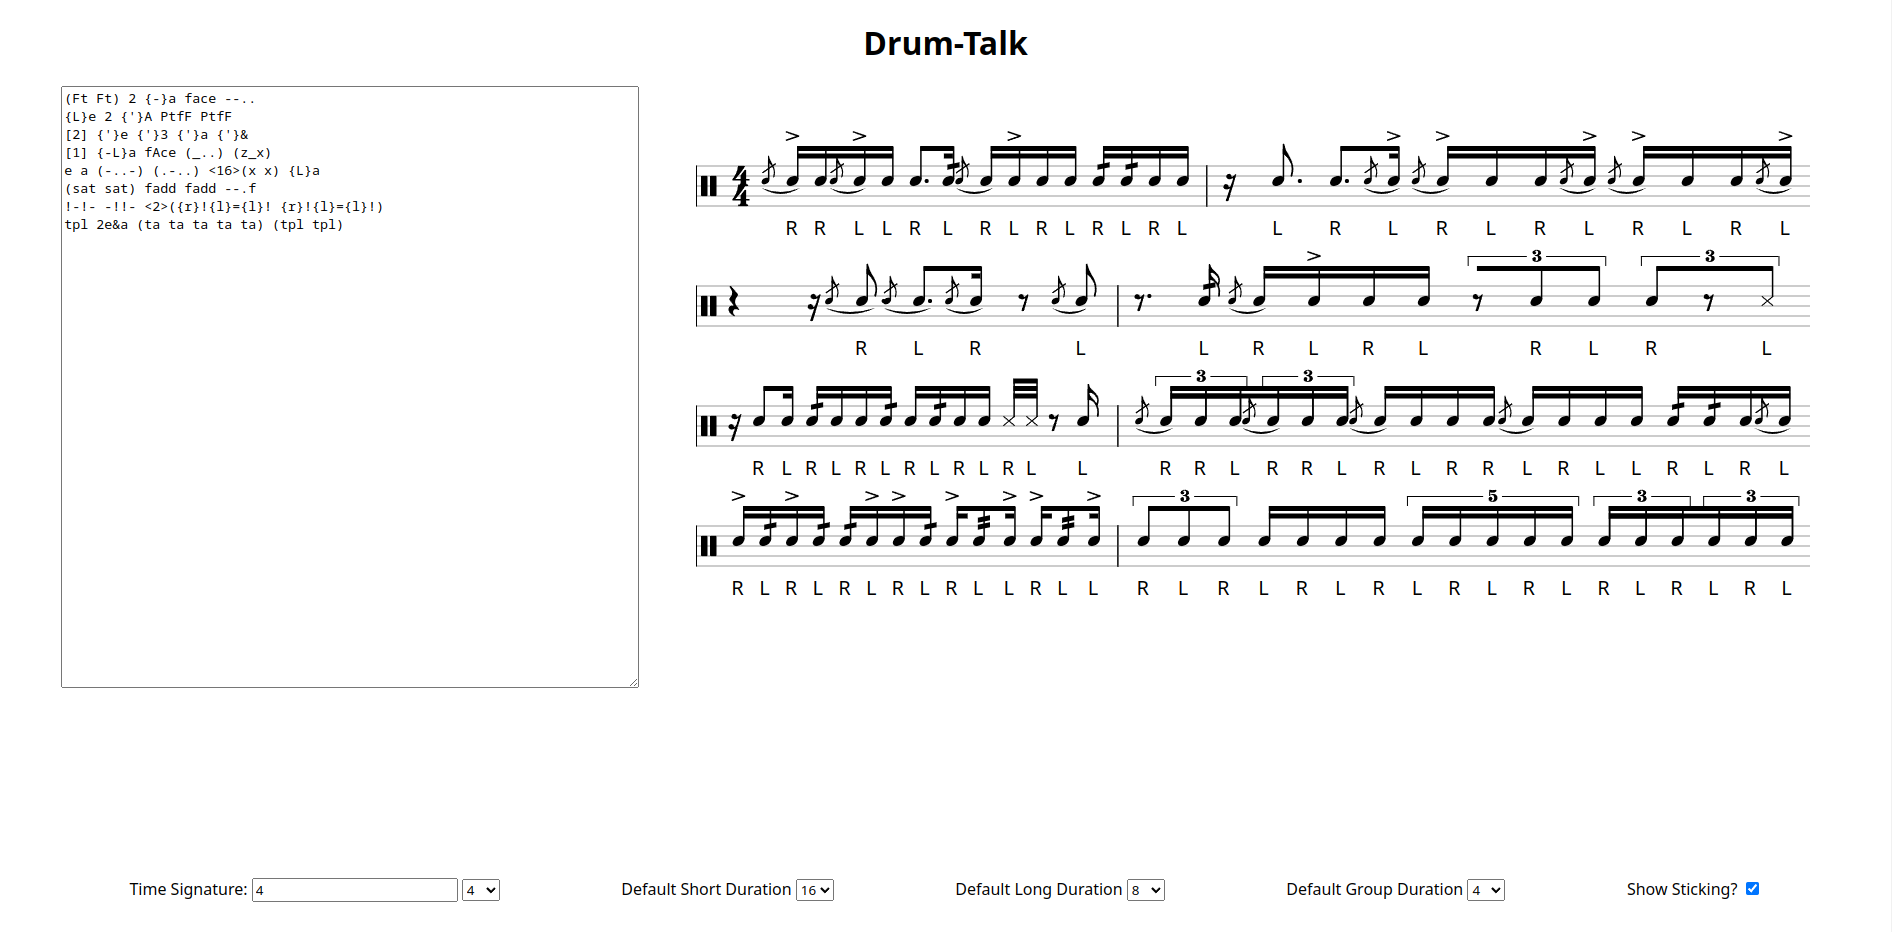 Drum-Talk
(Ft Ft) 2 {-}a face --..
{L}e 2 {'}A PtfF PtfF
[2] {'}e {'}3 {'}a {'}&
[1] {-L}a fAce (_..) (z_x)
e a (-..-) (.-..) <16>(x x) {L}a
(sat sat) fadd fadd --.f
!-!- -!!- <2>({r}!{l}={l}! {r}!{l}={l}!)
tpl 2e&a (ta ta ta ta ta) (tpl tpl)
4
4
R R L L R L R L R L R L R L L R L R L R L R L R L
3 3
R L R L L R L R L R L R L
3 3
R L R L R L R L R L R L L R R L R R L R L R R L R L L R L R L
5 3 3
3
R L R L R L R L R L L R L L R L R L R L R L R L R L R L R L R L
Time Signature: 4 4 Default Short Duration 16 Default Long Duration 8 Default Group Duration 4 Show Sticking?